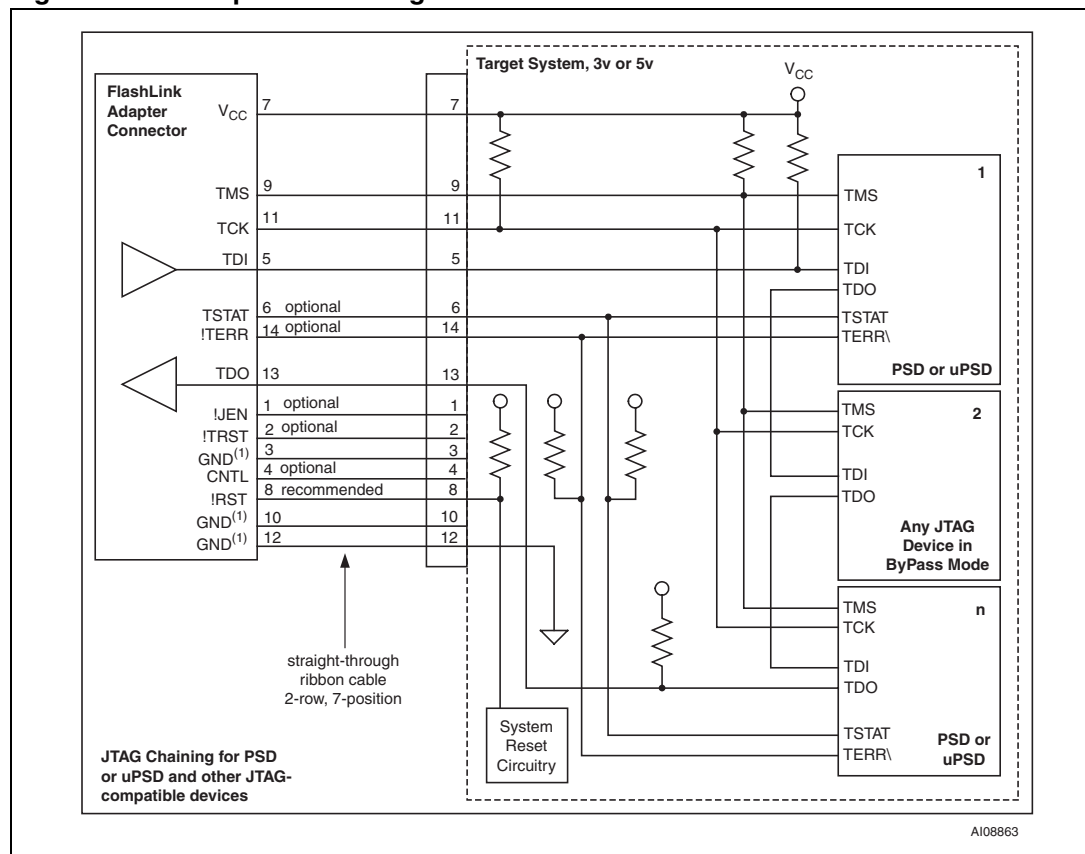 Target System, 3v or 5v
VCC
FlashLink
Adapter
Connector
VCC 7 7
TMS 9 9
TCK 11 11
TDI 5 5
TSTAT 6 optional 6
!TERR 14 optional 14
TDO 13 13
!JEN 1 optional 1
!TRST 2 optional 2
GND(1) 3 3
CNTL 4 optional 4
!RST 8 recommended 8
GND(1) 10 10
GND(1) 12 12
1
TMS
TCK
TDI
TDO
TSTAT
TERR\
PSD or uPSD
TMS 2
TCK
TDI
TDO
Any JTAG
Device in
ByPass Mode
TMS n
TCK
TDI
TDO
TSTAT
TERR\
PSD or
uPSD
straight-through
ribbon cable
2-row, 7-position
System
Reset
Circuitry
JTAG Chaining for PSD
or uPSD and other JTAG-
compatible devices
AI08863